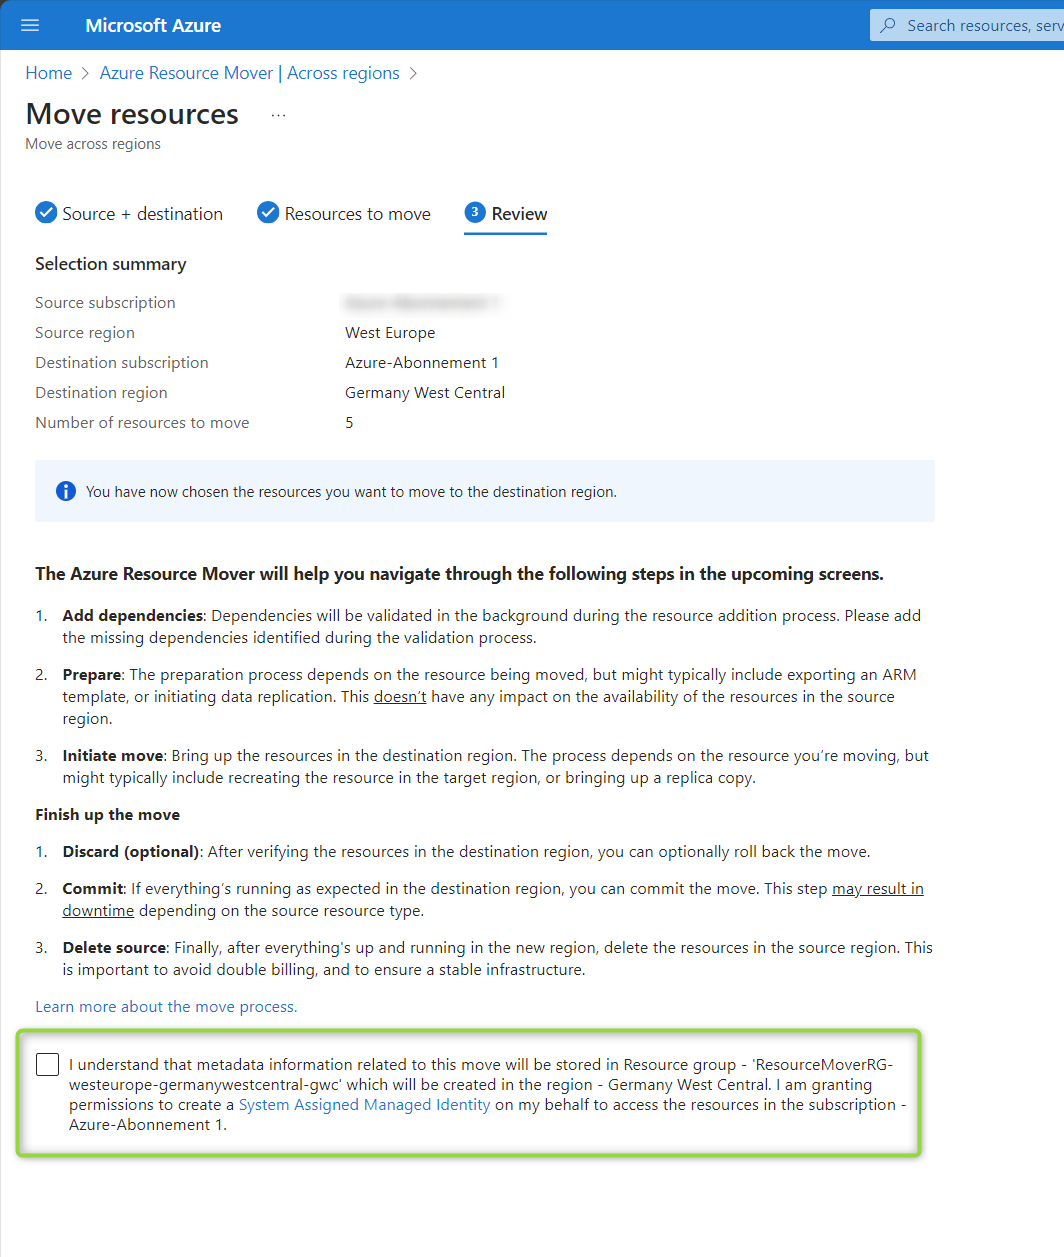 Microsoft Azure
Search resources, serv
Home > Azure Resource Mover | Across regions >
Move resources ...
Move across regions
Source + destination
Resources to move
3 Review
Selection summary
Source subscription
Source region West Europe
Destination subscription Azure-Abonnement 1
Destination region Germany West Central
Number of resources to move 5
You have now chosen the resources you want to move to the destination region.
The Azure Resource Mover will help you navigate through the following steps in the upcoming screens.
1. Add dependencies: Dependencies will be validated in the background during the resource addition process. Please add
the missing dependencies identified during the validation process.
2. Prepare: The preparation process depends on the resource being moved, but might typically include exporting an ARM
template, or initiating data replication. This doesn’t have any impact on the availability of the resources in the source
region.
3. Initiate move: Bring up the resources in the destination region. The process depends on the resource you’re moving, but
might typically include recreating the resource in the target region, or bringing up a replica copy.
Finish up the move
1. Discard (optional): After verifying the resources in the destination region, you can optionally roll back the move.
2. Commit: If everything’s running as expected in the destination region, you can commit the move. This step may result in
downtime depending on the source resource type.
3. Delete source: Finally, after everything's up and running in the new region, delete the resources in the source region. This
is important to avoid double billing, and to ensure a stable infrastructure.
Learn more about the move process.
I understand that metadata information related to this move will be stored in Resource group - 'ResourceMoverRG-
westeurope-germanywestcentral-gwc' which will be created in the region - Germany West Central. I am granting
permissions to create a System Assigned Managed Identity on my behalf to access the resources in the subscription -
Azure-Abonnement 1.